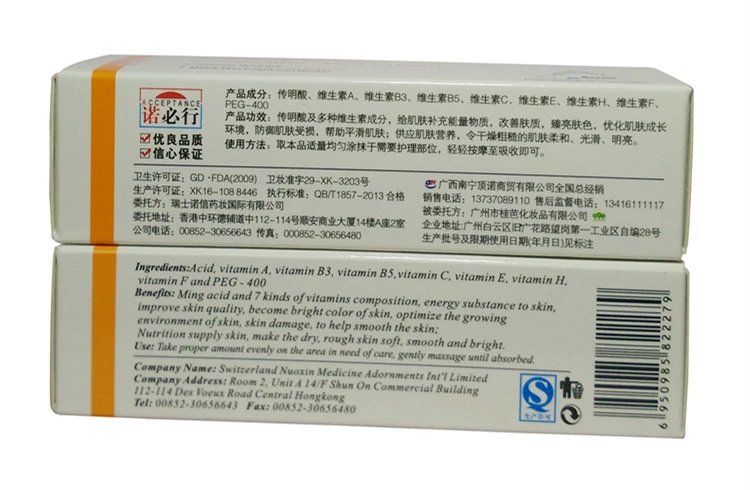 ACCEPTANCE
诺必行
优良品质
信心保证
产品成分：传明酸、维生素A、维生素B3、维生素B5、维生素C、维生素E、维生素H、维生素F、
PEG-400
产品功效：传明酸及多种维生素成分，给肌肤补充能量物质，改善肤质，臻亮肤色，优化肌肤成长
环境，防御肌肤受损，帮助平滑肌肤；供应肌肤营养，令干燥粗糙的肌肤柔和、光滑、明亮。
使用方法：取本品适量均匀涂抹于需要护理部位，轻轻按摩至吸收即可。
卫生许可证：GD·FDA(2009) 卫妆准字29-XK-3203号
生产许可证：XK16-108 8446 执行标准：QB/T1857-2013 合格
委托方：瑞士诺信药妆国际有限公司
委托地址：香港中环德辅道中112-114号顺安商业大厦14楼A座2室
公司电话：00852-30656643 传真：000852-30656480
广西南宁顶诺商贸有限公司全国总经销
销售电话：13737089110 售后监督电话：13416111117
被委托方：广州市桂芭化妆品有限公司
企业地址：广州白云区旧广花路望岗第一工业区自编28号
生产批号及限期使用日期(年月日)见标注
Ingredients:Acid, vitamin A, vitamin B3, vitamin B5,vitamin C, vitamin E, vitamin H,
vitamin F and PEG - 400
Benefits: Ming acid and 7 kinds of vitamins composition, energy substance to skin,
improve skin quality, become bright color of skin, optimize the growing
environment of skin, skin damage, to help smooth the skin;
Nutrition supply skin, make the dry, rough skin soft, smooth and bright.
Use: Take proper amount evenly on the area in need of care, gently massage until absorbed.
Company Name: Switzerland Nuoxin Medicine Adornments Int'l Limited
Company Address: Room 2, Unit A 14/F Shun On Commercial Building
112-114 Des Voeux Road Central Hongkong
Tel: 00852-30656643 Fax: 00852-30656480
生产许可
6 950985 822279